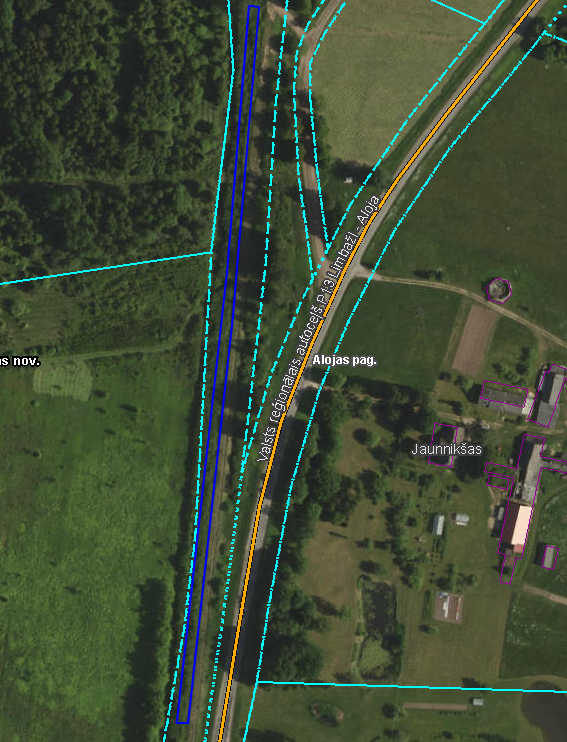 Valsts reģionālais autoceļš P13 Limbaži - Aloja
as nov.
Alojas pag.
Jaunnikšas